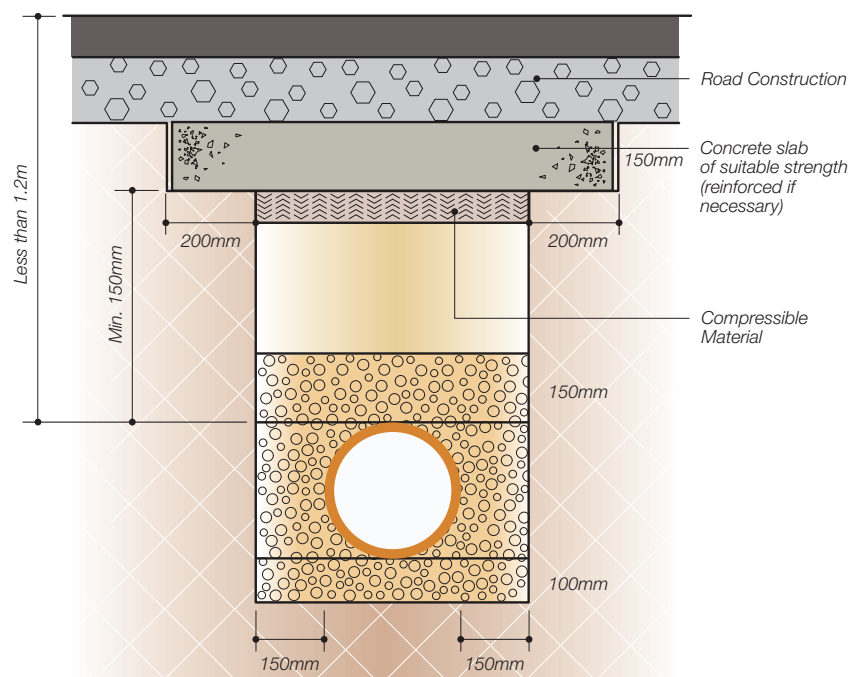 Road Construction
Concrete slab
of suitable strength
(reinforced if
necessary)
150mm
Less than 1.2m
200mm
200mm
Min. 150mm
Compressible
Material
150mm
100mm
150mm
150mm